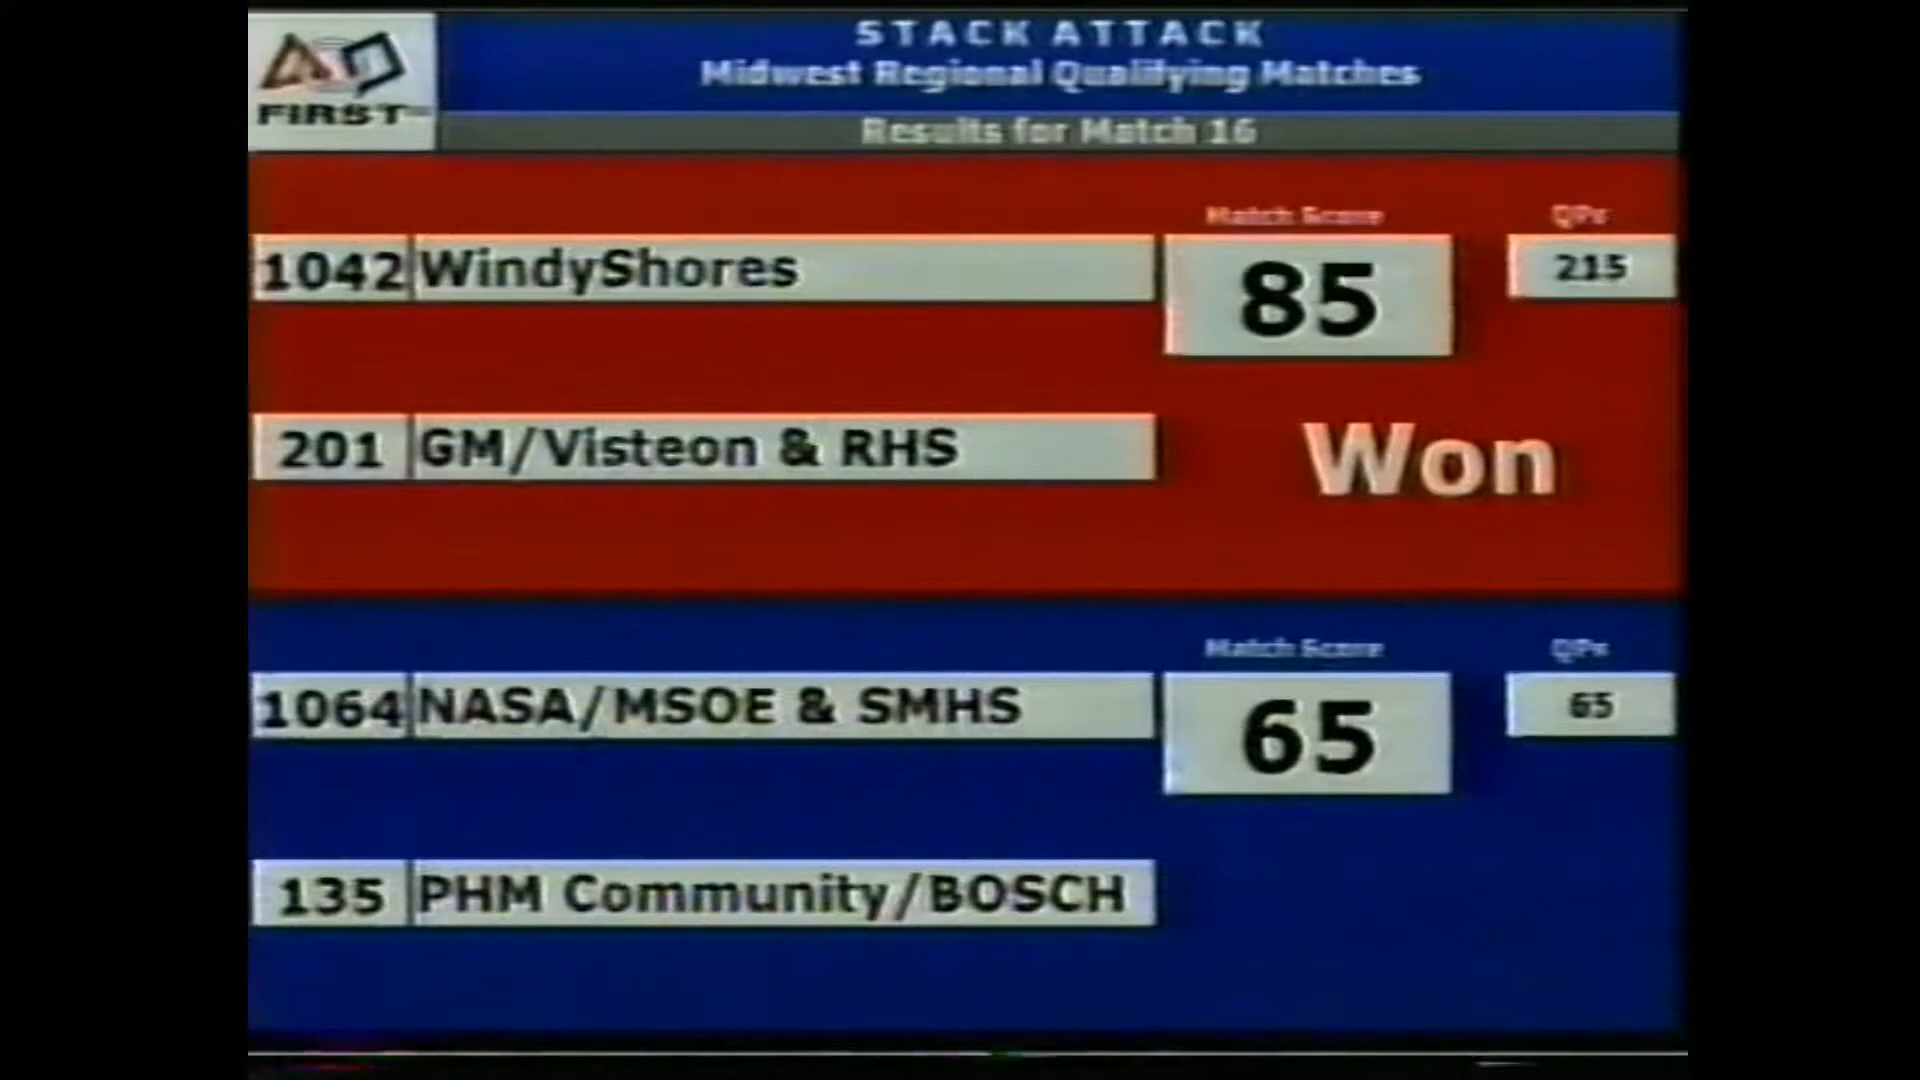 FIRST
STACK ATTACK
Midwest Regional Qualifying Matches
Results for Match 16
Match Score
QPs
1042 WindyShores
85
215
201 GM/Visteon & RHS
Won
Match Score
QPs
1064 NASA/MSOE & SMHS
65
65
135 PHM Community/BOSCH